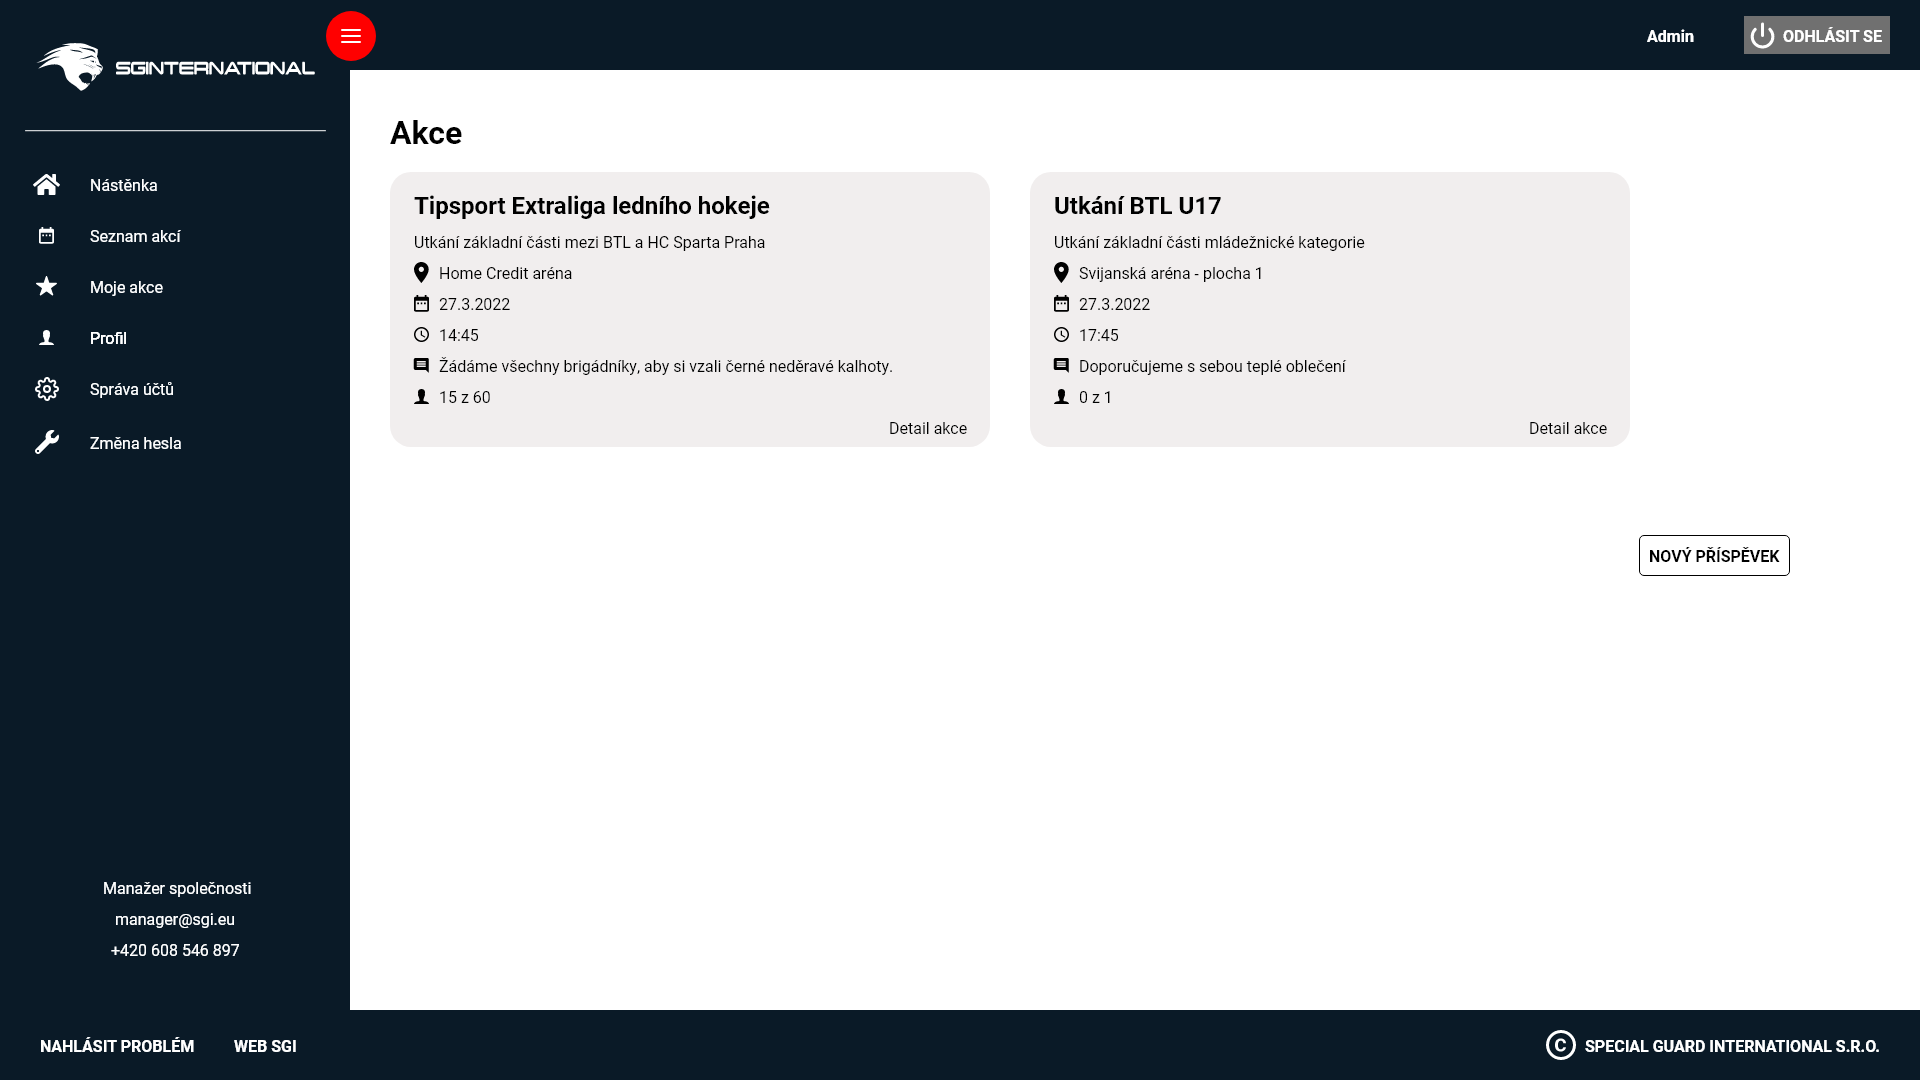 SGINTERNATIONAL
Admin
ODHLÁSIT SE
Nástěnka
Seznam akcí
Moje akce
Profil
Správa účtů
Změna hesla
Manažer společnosti
manager@sgi.eu
+420 608 546 897
Akce
Tipsport Extraliga ledního hokeje
Utkání základní části mezi BTL a HC Sparta Praha
Home Credit aréna
27.3.2022
14:45
Žádáme všechny brigádníky, aby si vzali černé neděravé kalhoty.
15 z 60
Detail akce
Utkání BTL U17
Utkání základní části mládežnické kategorie
Svijanská aréna - plocha 1
27.3.2022
17:45
Doporučujeme s sebou teplé oblečení
0 z 1
Detail akce
NOVÝ PŘÍSPĚVEK
NAHLÁSIT PROBLÉM
WEB SGI
© SPECIAL GUARD INTERNATIONAL S.R.O.